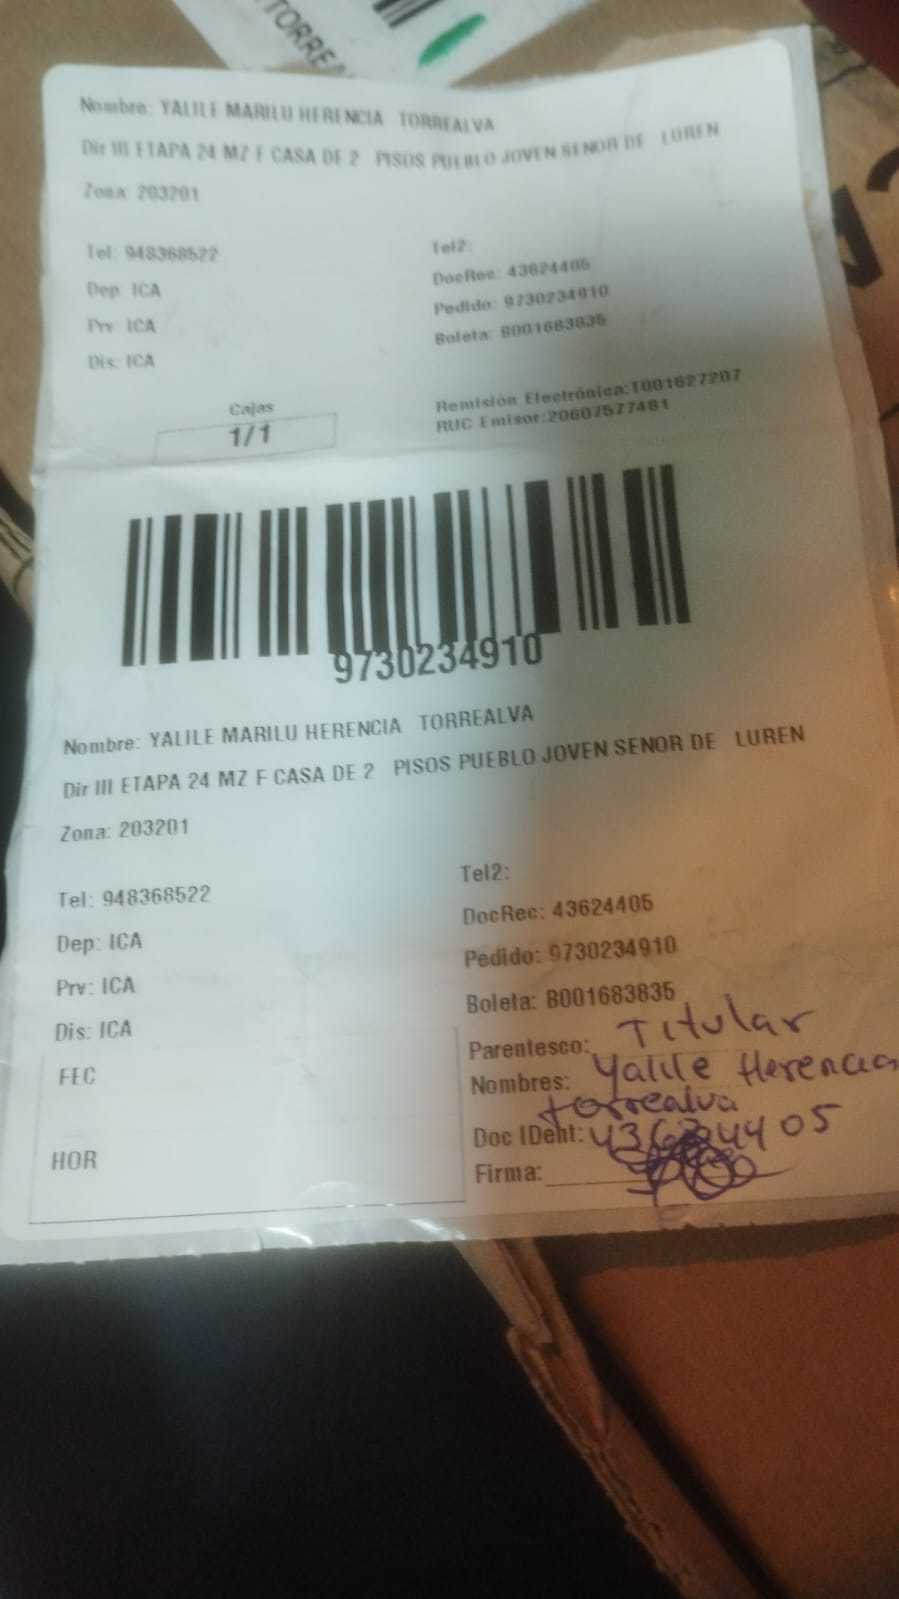 TORREA
Nombre: YALILE MARILU HERENCIA TORREALVA
Dir III ETAPA 24 MZ F CASA DE 2 PISOS PUEBLO JOVEN SENOR DE LUREN
Zona: 203201
Tel: 948368522 Tel2:
Dep: ICA DocRec: 43624405
Prv: ICA Pedido: 9730234910
Dis: ICA Boleta: B001683835
Cajas
1/1
Remisión Electrónica:T001627207
RUC Emisor:20607577481
9730234910
Nombre: YALILE MARILU HERENCIA TORREALVA
Dir III ETAPA 24 MZ F CASA DE 2 PISOS PUEBLO JOVEN SENOR DE LUREN
Zona: 203201
Tel: 948368522 Tel2:
Dep: ICA DocRec: 43624405
Prv: ICA Pedido: 9730234910
Dis: ICA Boleta: B001683835
FEC
HOR
Parentesco: Titular
Nombres: Yalile Herencia
torrealva
Doc IDent: 43624405
Firma: